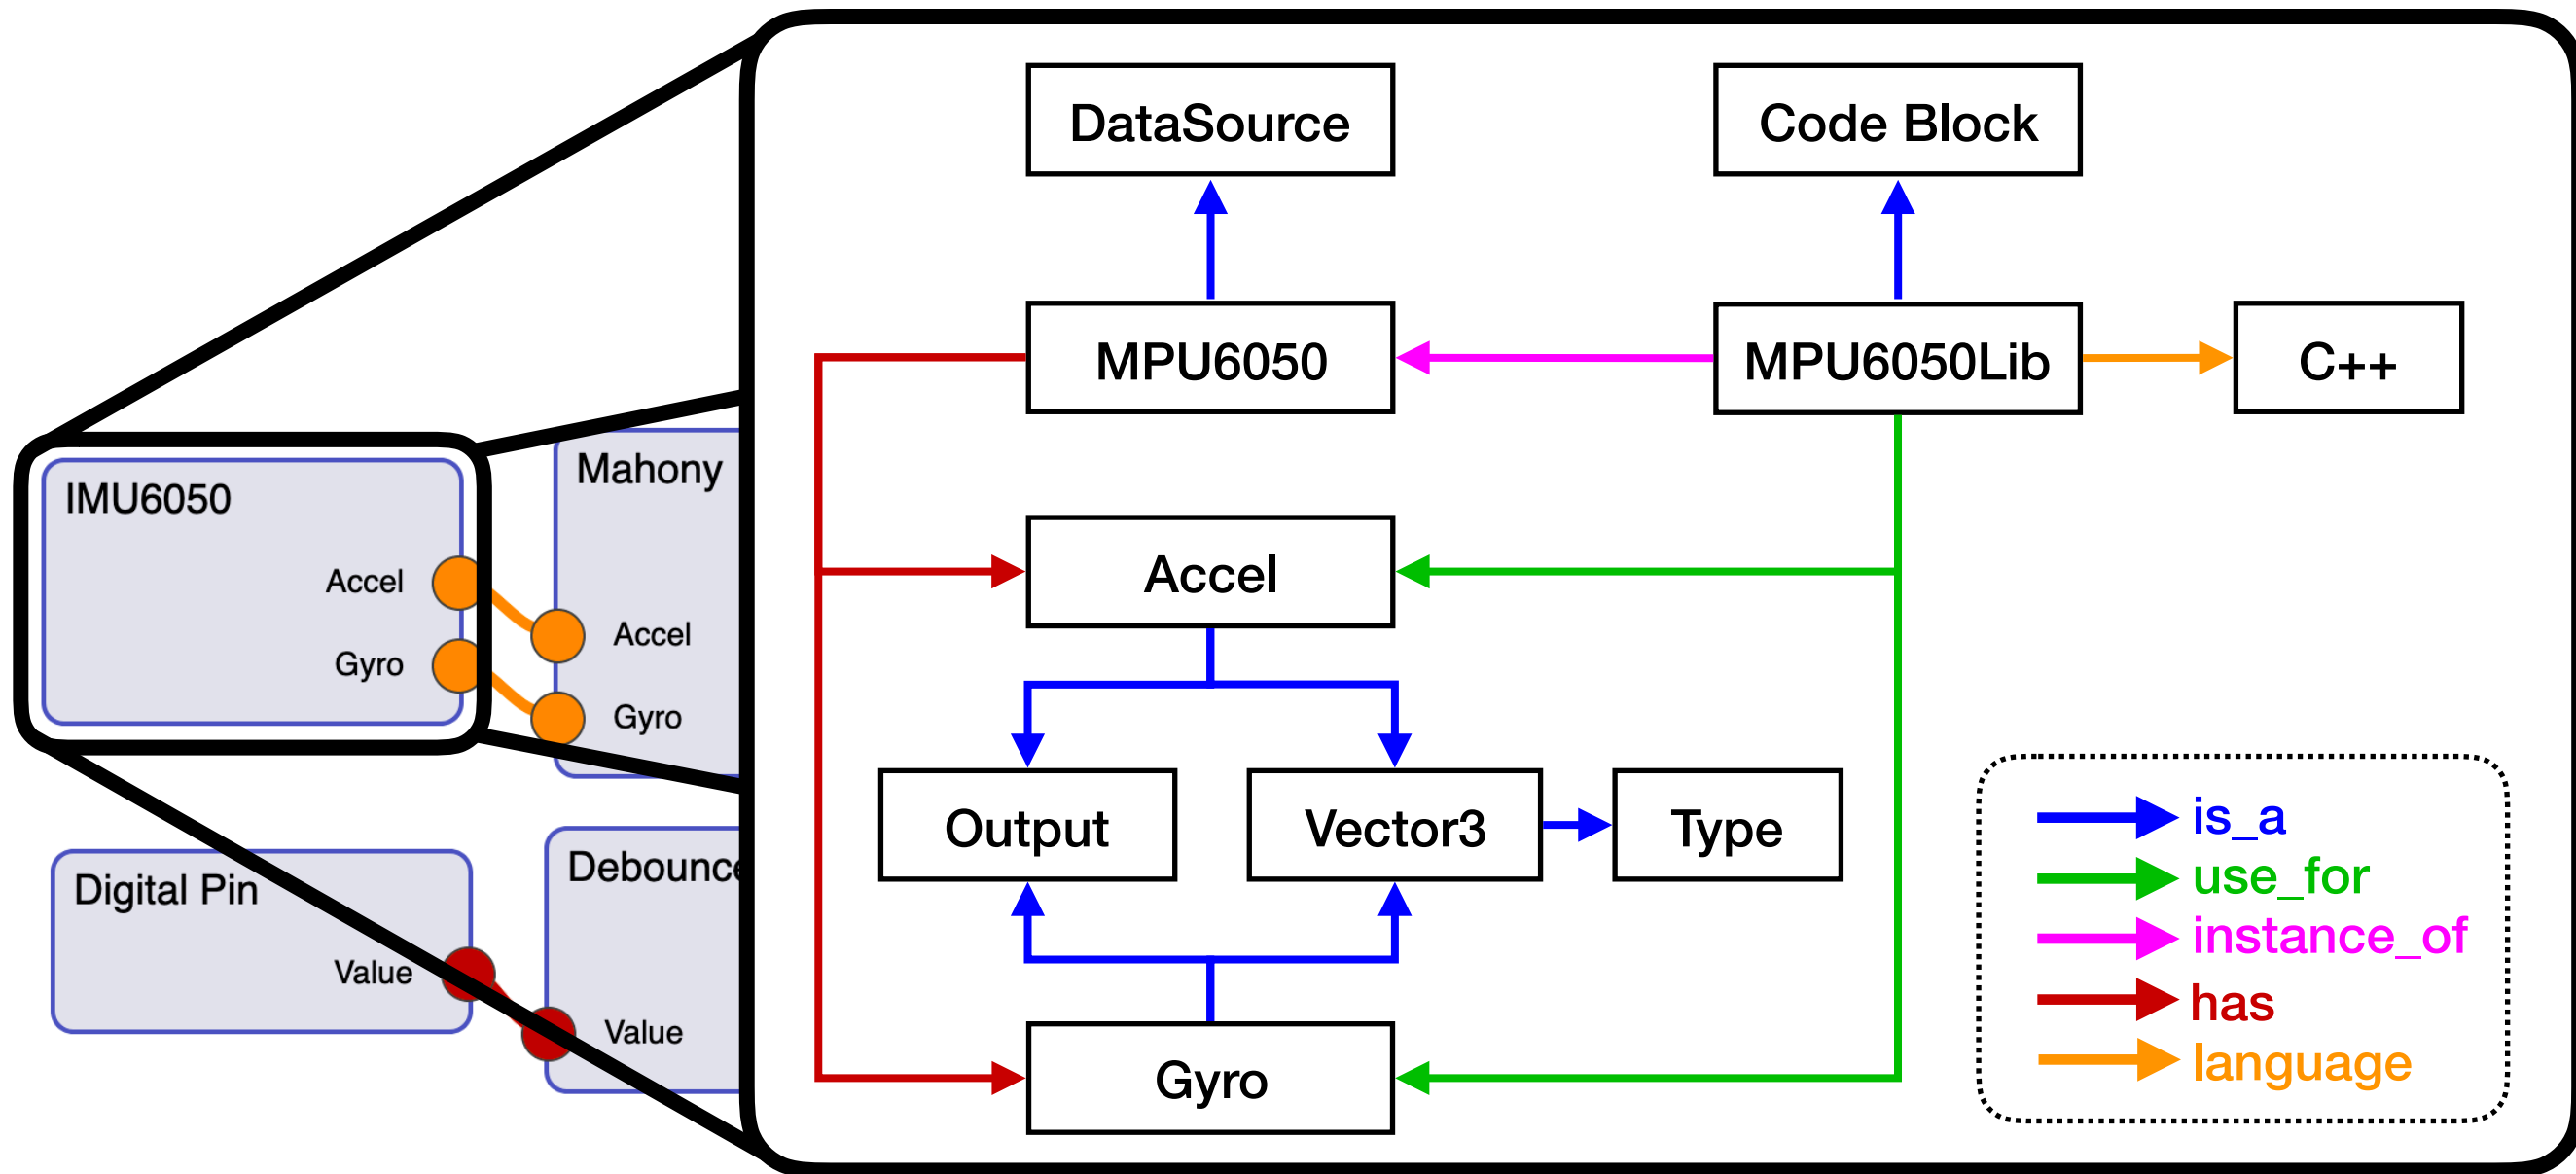 IMU6050
Accel
Gyro
Mahony
Accel
Gyro
Digital Pin
Value
Debounce
Value
DataSource
Code Block
MPU6050
MPU6050Lib
C++
Accel
Output
Vector3
Type
Gyro
is_a
use_for
instance_of
has
language